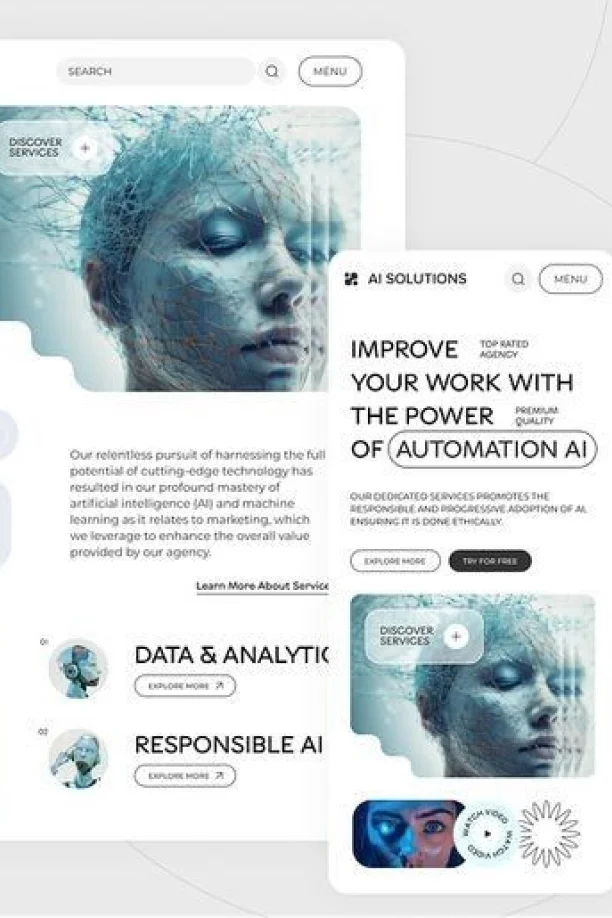 SEARCH
MENU
DISCOVER
SERVICES
Our relentless pursuit of harnessing the full
potential of cutting-edge technology has
resulted in our profound mastery of
artificial intelligence (AI) and machine
learning as it relates to marketing, which
we leverage to enhance the overall value
provided by our agency.
Learn More About Service
01
DATA & ANALYTIC
EXPLORE MORE
02
RESPONSIBLE AI
EXPLORE MORE
AI SOLUTIONS
MENU
IMPROVE
TOP RATED
AGENCY
YOUR WORK WITH
THE POWER
PREMIUM
QUALITY
OF AUTOMATION AI
OUR DEDICATED SERVICES PROMOTES THE
RESPONSIBLE AND PROGRESSIVE ADOPTION OF AI,
ENSURING IT IS DONE ETHICALLY.
EXPLORE MORE
TRY FOR FREE
DISCOVER
SERVICES
WATCH VIDEO WATCH VIDEO